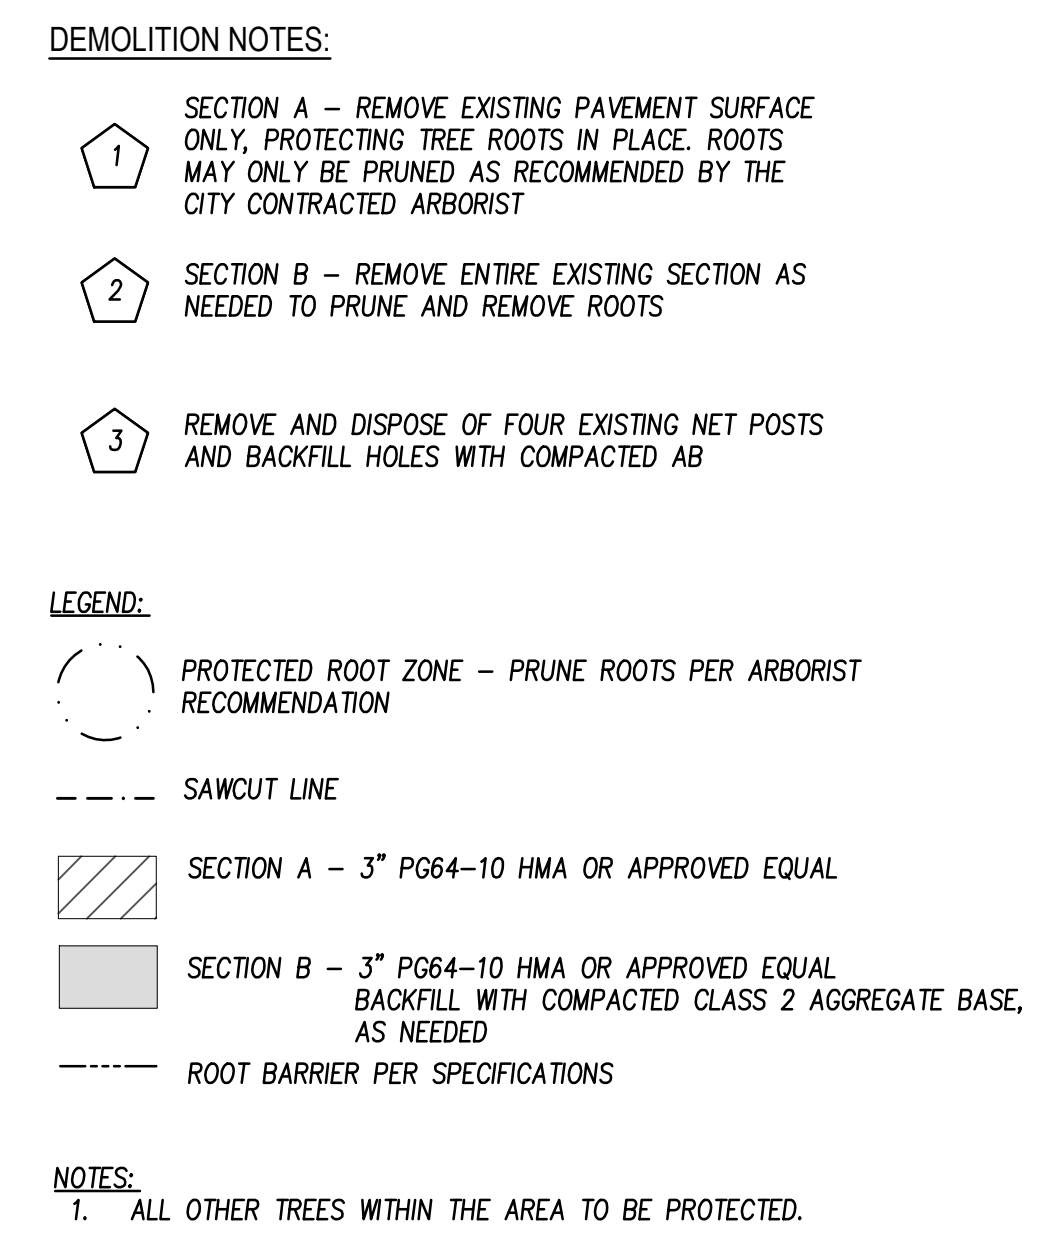 DEMOLITION NOTES:
1
SECTION A – REMOVE EXISTING PAVEMENT SURFACE
ONLY, PROTECTING TREE ROOTS IN PLACE. ROOTS
MAY ONLY BE PRUNED AS RECOMMENDED BY THE
CITY CONTRACTED ARBORIST
2
SECTION B – REMOVE ENTIRE EXISTING SECTION AS
NEEDED TO PRUNE AND REMOVE ROOTS
3
REMOVE AND DISPOSE OF FOUR EXISTING NET POSTS
AND BACKFILL HOLES WITH COMPACTED AB
LEGEND:
PROTECTED ROOT ZONE – PRUNE ROOTS PER ARBORIST
RECOMMENDATION
SAWCUT LINE
SECTION A – 3" PG64–10 HMA OR APPROVED EQUAL
SECTION B – 3" PG64–10 HMA OR APPROVED EQUAL
BACKFILL WITH COMPACTED CLASS 2 AGGREGATE BASE,
AS NEEDED
ROOT BARRIER PER SPECIFICATIONS
NOTES:
1. ALL OTHER TREES WITHIN THE AREA TO BE PROTECTED.